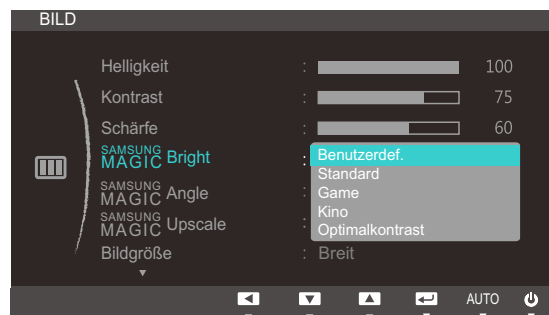 BILD
Helligkeit : 100
Kontrast : 75
Schärfe : 60
SAMSUNG MAGIC Bright : Benutzerdef.
Standard
SAMSUNG MAGIC Angle : Game
Kino
SAMSUNG MAGIC Upscale : Optimalkontrast
Bildgröße : Breit
AUTO